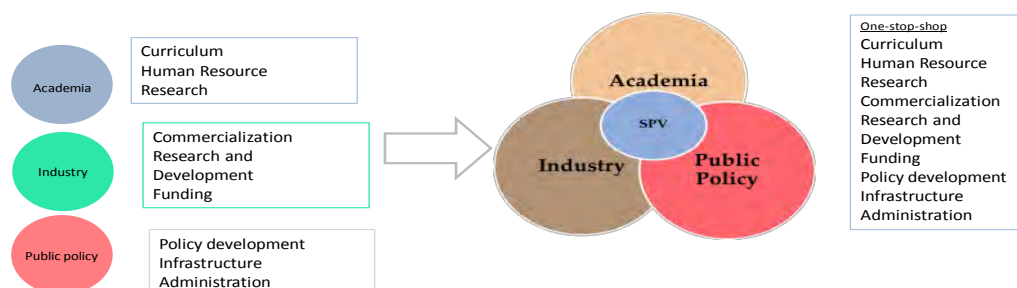 Academia
Curriculum
Human Resource
Research
Industry
Commercialization
Research and
Development
Funding
Public policy
Policy development
Infrastructure
Administration
Academia
SPV
Industry
Public
Policy
One-stop-shop
Curriculum
Human Resource
Research
Commercialization
Research and
Development
Funding
Policy development
Infrastructure
Administration